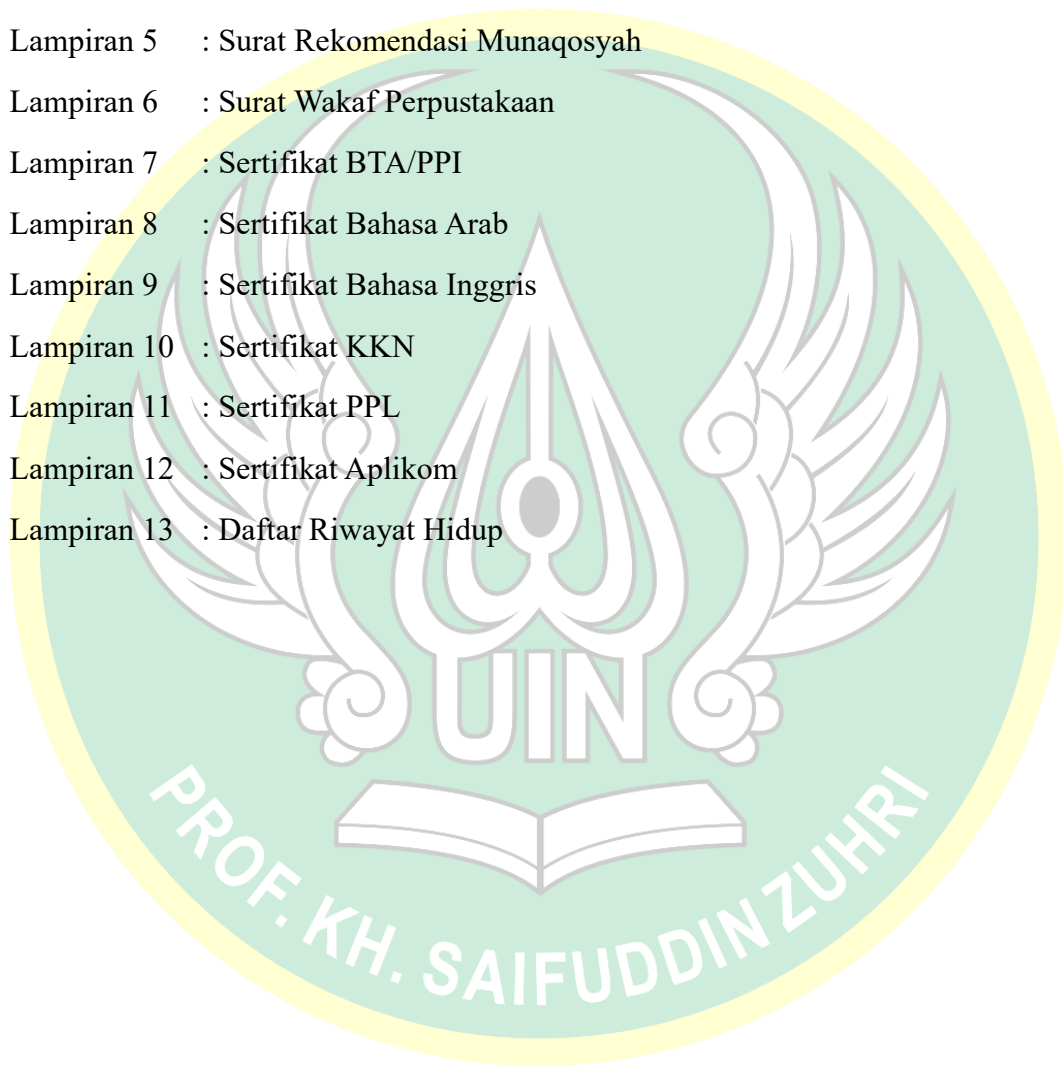 Lampiran 5 : Surat Rekomendasi Munaqosyah
Lampiran 6 : Surat Wakaf Perpustakaan
Lampiran 7 : Sertifikat BTA/PPI
Lampiran 8 : Sertifikat Bahasa Arab
Lampiran 9 : Sertifikat Bahasa Inggris
Lampiran 10 : Sertifikat KKN
Lampiran 11 : Sertifikat PPL
Lampiran 12 : Sertifikat Aplikom
Lampiran 13 : Daftar Riwayat Hidup
UIN
PROF. KH. SAIFUDDIN ZUHRI